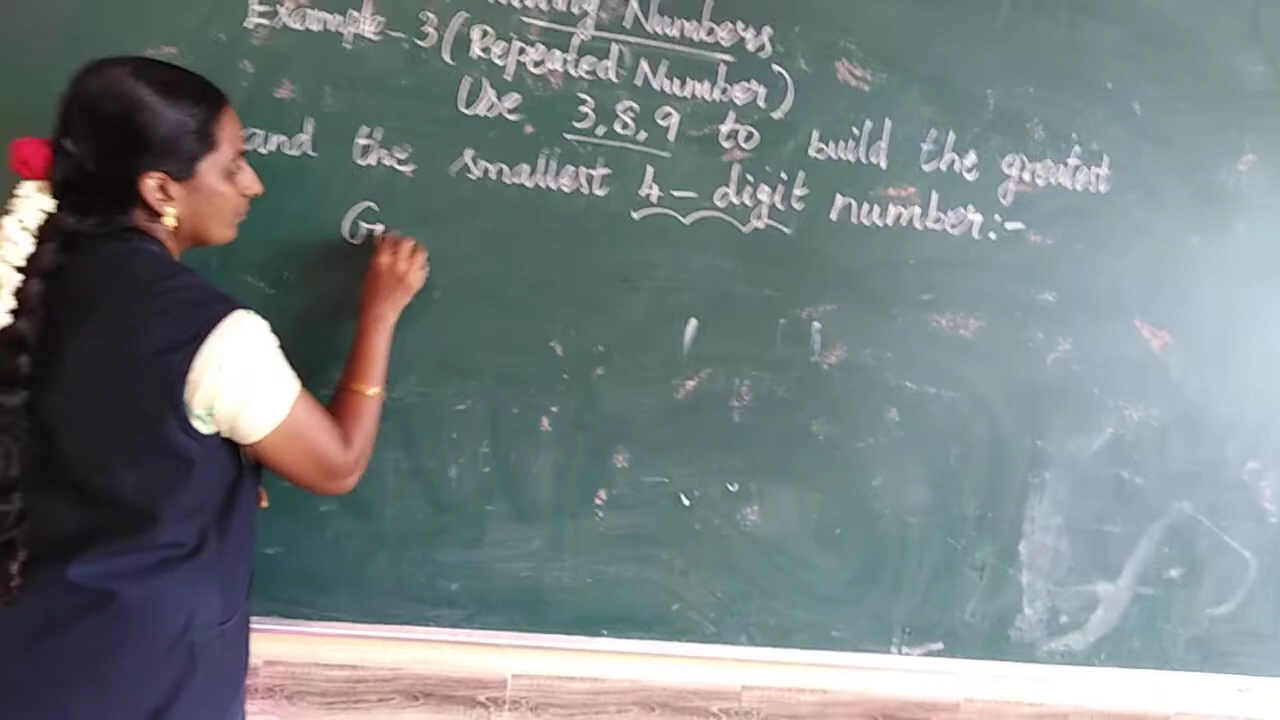 Numbers
Example - 3 (Repeated Number)
Use 3, 8, 9 to build the greatest
and the smallest 4 - digit number:-
G